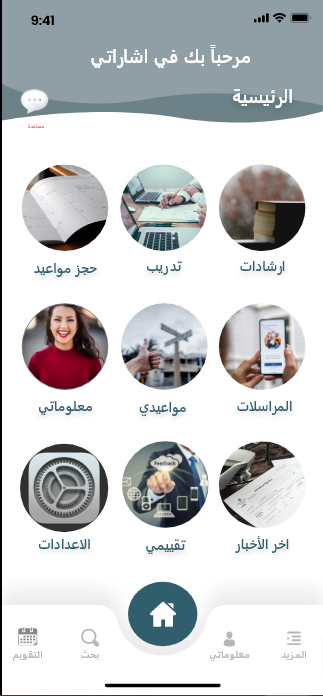 9:41
مرحباً بك في اشاراتي
الرئيسية
مساعدة
ارشادات
تدريب
حجز مواعيد
المراسلات
مواعيدي
معلوماتي
Feedback
اخر الأخبار
تقييمي
الاعدادات
المزيد
معلوماتي
بحث
التقويم